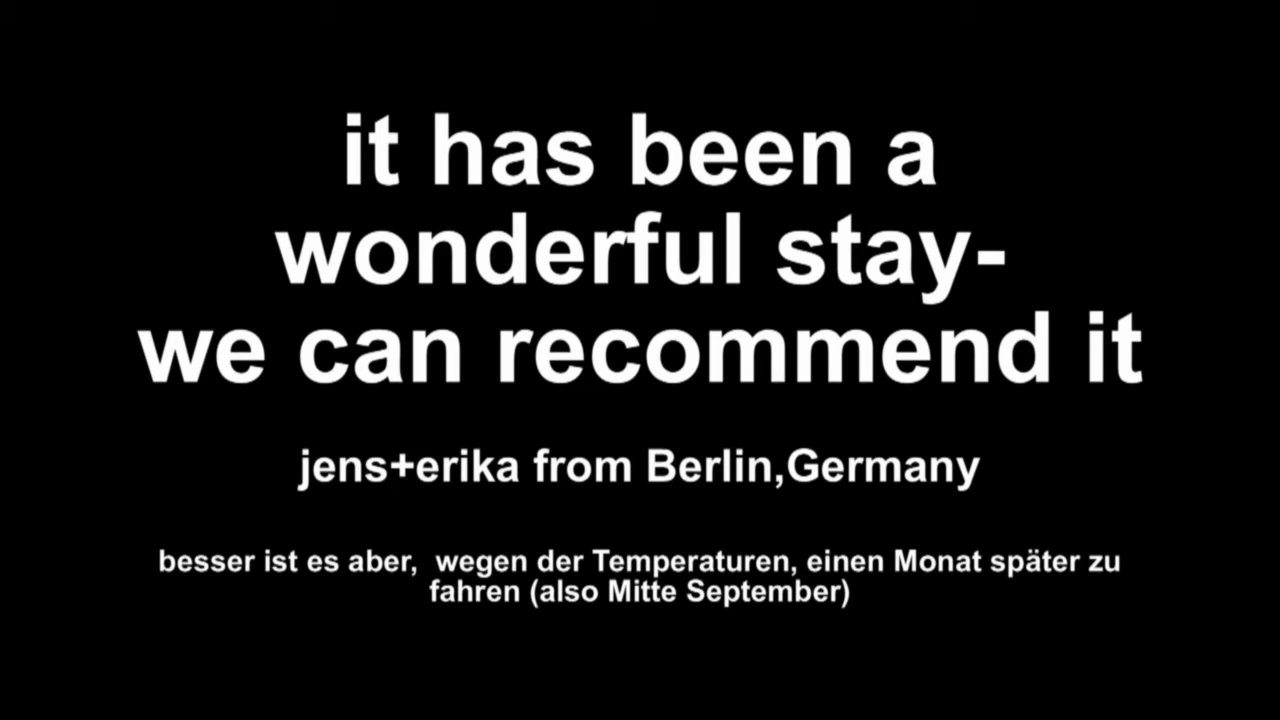 it has been a
wonderful stay-
we can recommend it
jens+erika from Berlin,Germany
besser ist es aber,  wegen der Temperaturen, einen Monat später zu
fahren (also Mitte September)